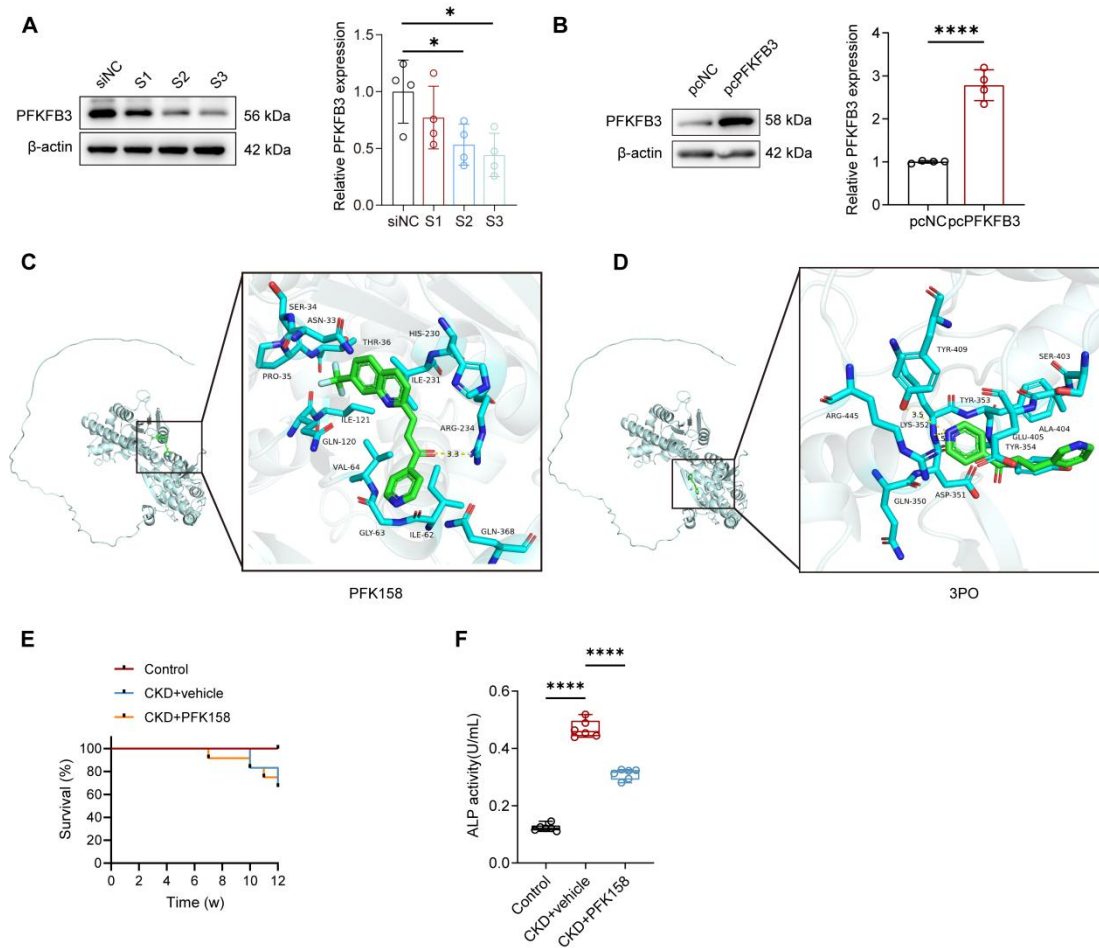 A
siNC S1 S2 S3
PFKFB3 56 kDa
β-actin 42 kDa
Relative PFKFB3 expression
1.5
1.0
0.5
0.0
* *
siNC S1 S2 S3
B
pcNC pcPFKFB3
PFKFB3 58 kDa
β-actin 42 kDa
Relative PFKFB3 expression
4
3
2
1
0
****
pcNC pcPFKFB3
C
SER-34
ASN-33
THR-36
HIS-230
PRO-35
ILE-231
ILE-121
GLN-120
ARG-234
VAL-64
3.3
GLY-63
ILE-62
GLN-368
PFK158
D
TYR-409
SER-403
ARG-445
3.5
TYR-353
LYS-352
ALA-404
GLU-405
TYR-354
GLN-350
ASP-351
3PO
E
Control
CKD+vehicle
CKD+PFK158
Survival (%)
100
80
60
40
20
0
0 2 4 6 8 10 12
Time (w)
F
****
****
ALP activity(U/mL)
0.6
0.4
0.2
0.0
Control
CKD+vehicle
CKD+PFK158